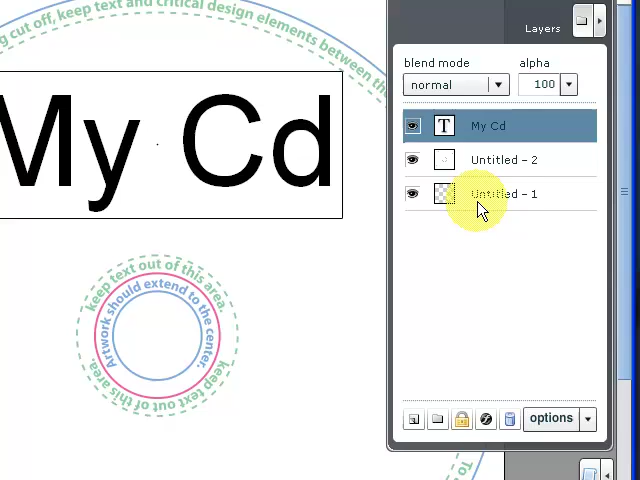 g cut off, keep text and critical design elements between the
My Cd
keep text out of this area.
Artwork should extend to the center.
keep text out of this area.
To s
Layers
blend mode
alpha
normal
100
My Cd
Untitled - 2
Untitled - 1
options